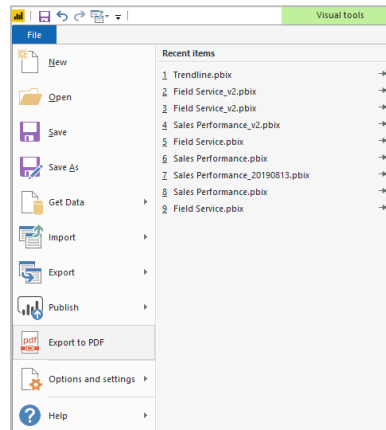 Visual tools
File
New
Open
Save
Save As
Get Data
Import
Export
Publish
pdf
Export to PDF
Options and settings
Help
Recent items
1 Trendline.pbix
2 Field Service_v2.pbix
3 Field Service_v2.pbix
4 Sales Performance_v2.pbix
5 Field Service.pbix
6 Sales Performance.pbix
7 Sales Performance_20190813.pbix
8 Sales Performance.pbix
9 Field Service.pbix